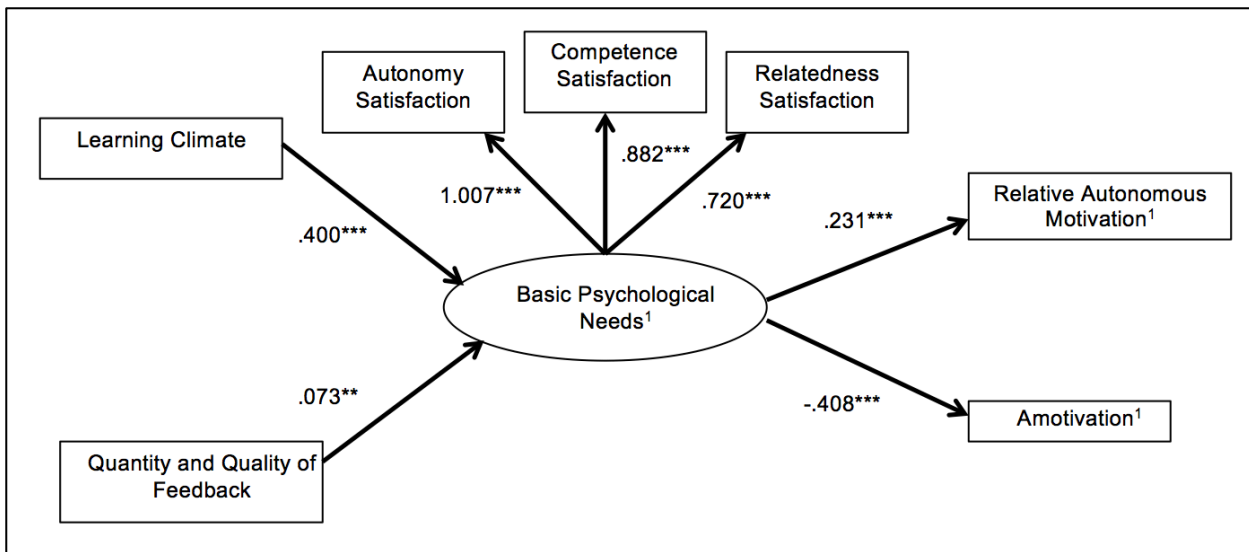 Competence
Satisfaction
Autonomy
Satisfaction
Relatedness
Satisfaction
Learning Climate
.882***
1.007***
.720***
Relative Autonomous
Motivation¹
.400***
.231***
Basic Psychological
Needs¹
.073**
-.408***
Amotivation¹
Quantity and Quality of
Feedback